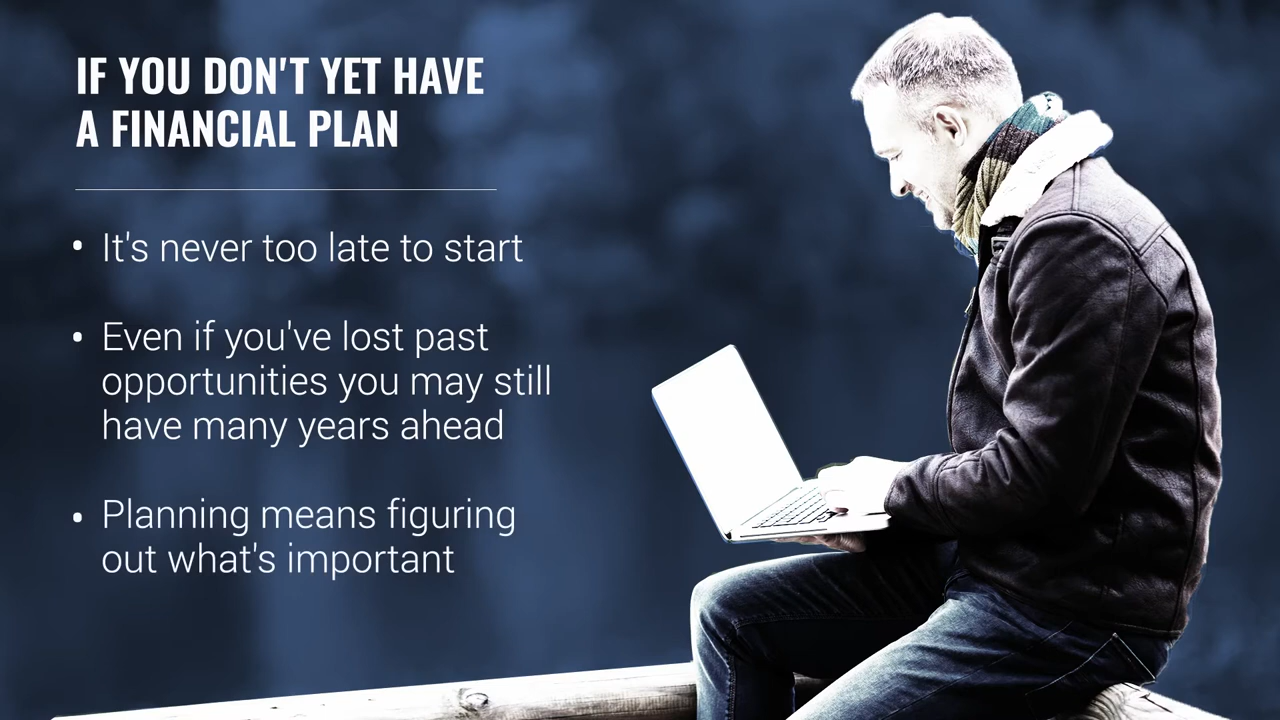 IF YOU DON'T YET HAVE
A FINANCIAL PLAN
• It's never too late to start
• Even if you've lost past
opportunities you may still
have many years ahead
• Planning means figuring
out what's important